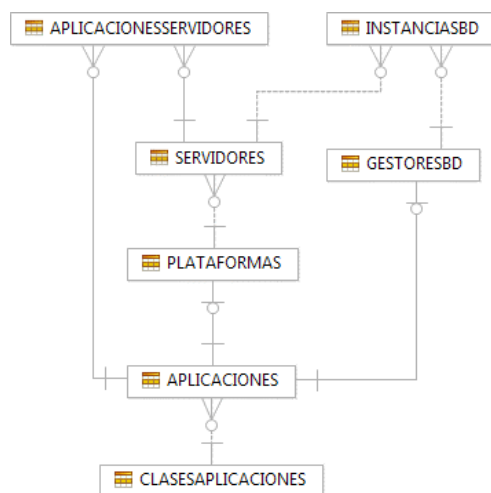 APLICACIONESSERVIDORES
INSTANCIASBD
SERVIDORES
GESTORESBD
PLATAFORMAS
APLICACIONES
CLASESAPLICACIONES